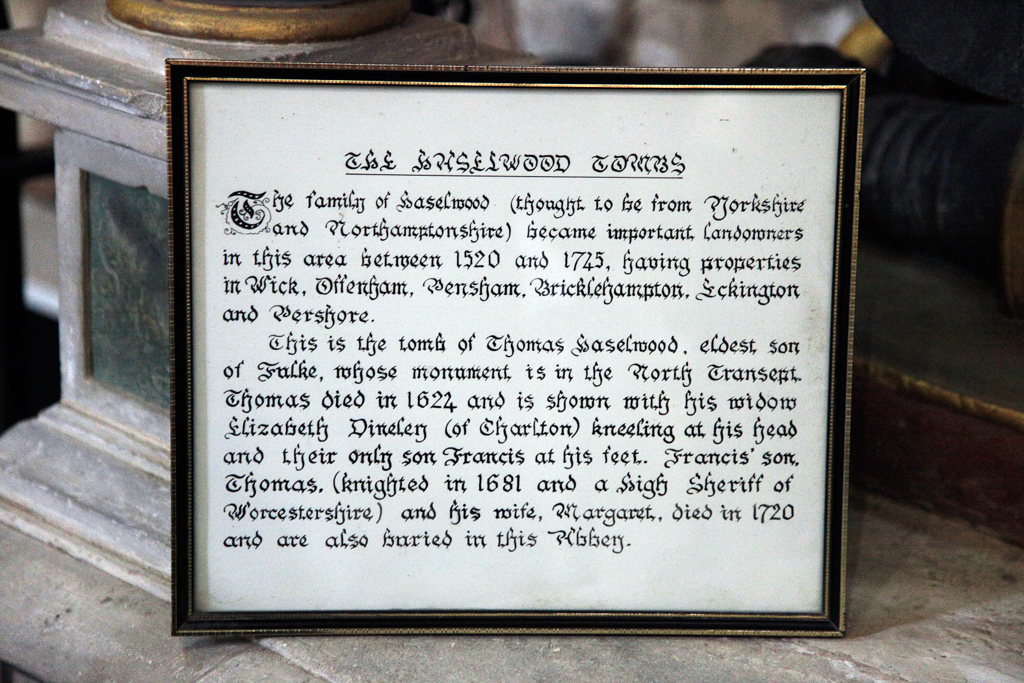 THE HASELWOOD TOMBS
The family of Haselwood (thought to be from Yorkshire
and Northamptonshire) became important landowners
in this area between 1520 and 1745, having properties
in Wick, Offenham, Pensham, Bricklehampton, Eckington
and Pershore.
This is the tomb of Thomas Haselwood, eldest son
of Fulke, whose monument is in the North Transept.
Thomas died in 1624 and is shown with his widow
Elizabeth Dineley (of Charlton) kneeling at his head
and their only son Francis at his feet. Francis' son,
Thomas, (knighted in 1681 and a High Sheriff of
Worcestershire) and his wife, Margaret, died in 1720
and are also buried in this Abbey.